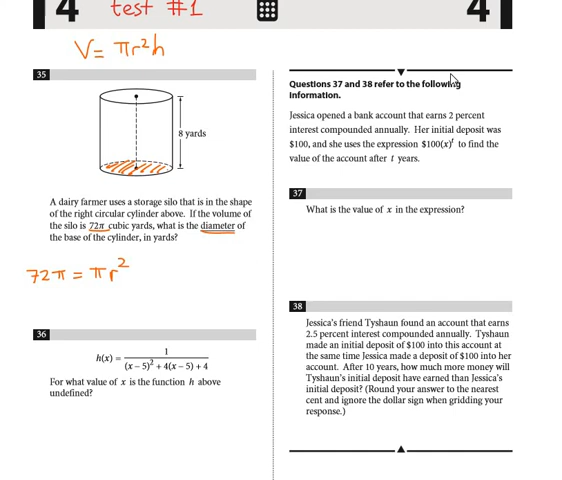 4
test #1
4
V = πr²h
35
8 yards
A dairy farmer uses a storage silo that is in the shape
of the right circular cylinder above. If the volume of
the silo is 72π cubic yards, what is the diameter of
the base of the cylinder, in yards?
72π = πr²
36
h(x) = 1 / (x − 5)² + 4(x − 5) + 4
For what value of x is the function h above
undefined?
Questions 37 and 38 refer to the following
information.
Jessica opened a bank account that earns 2 percent
interest compounded annually. Her initial deposit was
$100, and she uses the expression $100(x)ᵗ to find the
value of the account after t years.
37
What is the value of x in the expression?
38
Jessica's friend Tyshaun found an account that earns
2.5 percent interest compounded annually. Tyshaun
made an initial deposit of $100 into this account at
the same time Jessica made a deposit of $100 into her
account. After 10 years, how much more money will
Tyshaun's initial deposit have earned than Jessica's
initial deposit? (Round your answer to the nearest
cent and ignore the dollar sign when gridding your
response.)